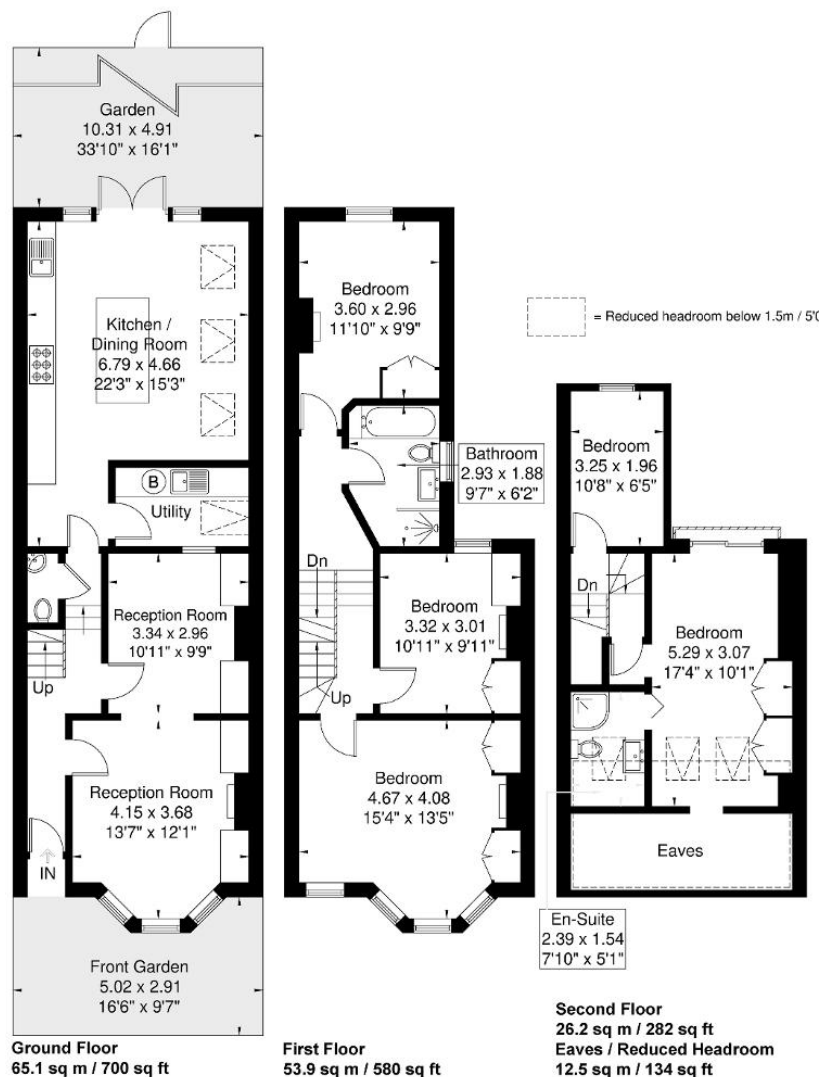 Garden
10.31 x 4.91
33'10" x 16'1"
Kitchen /
Dining Room
6.79 x 4.66
22'3" x 15'3"
B
Utility
Reception Room
3.34 x 2.96
10'11" x 9'9"
Up
Reception Room
4.15 x 3.68
13'7" x 12'1"
IN
Front Garden
5.02 x 2.91
16'6" x 9'7"
Ground Floor
65.1 sq m / 700 sq ft
Bedroom
3.60 x 2.96
11'10" x 9'9"
Bathroom
2.93 x 1.88
9'7" x 6'2"
Dn
Bedroom
3.32 x 3.01
10'11" x 9'11"
Up
Bedroom
4.67 x 4.08
15'4" x 13'5"
First Floor
53.9 sq m / 580 sq ft
= Reduced headroom below 1.5m / 5'0
Bedroom
3.25 x 1.96
10'8" x 6'5"
Dn
Bedroom
5.29 x 3.07
17'4" x 10'1"
Eaves
En-Suite
2.39 x 1.54
7'10" x 5'1"
Second Floor
26.2 sq m / 282 sq ft
Eaves / Reduced Headroom
12.5 sq m / 134 sq ft